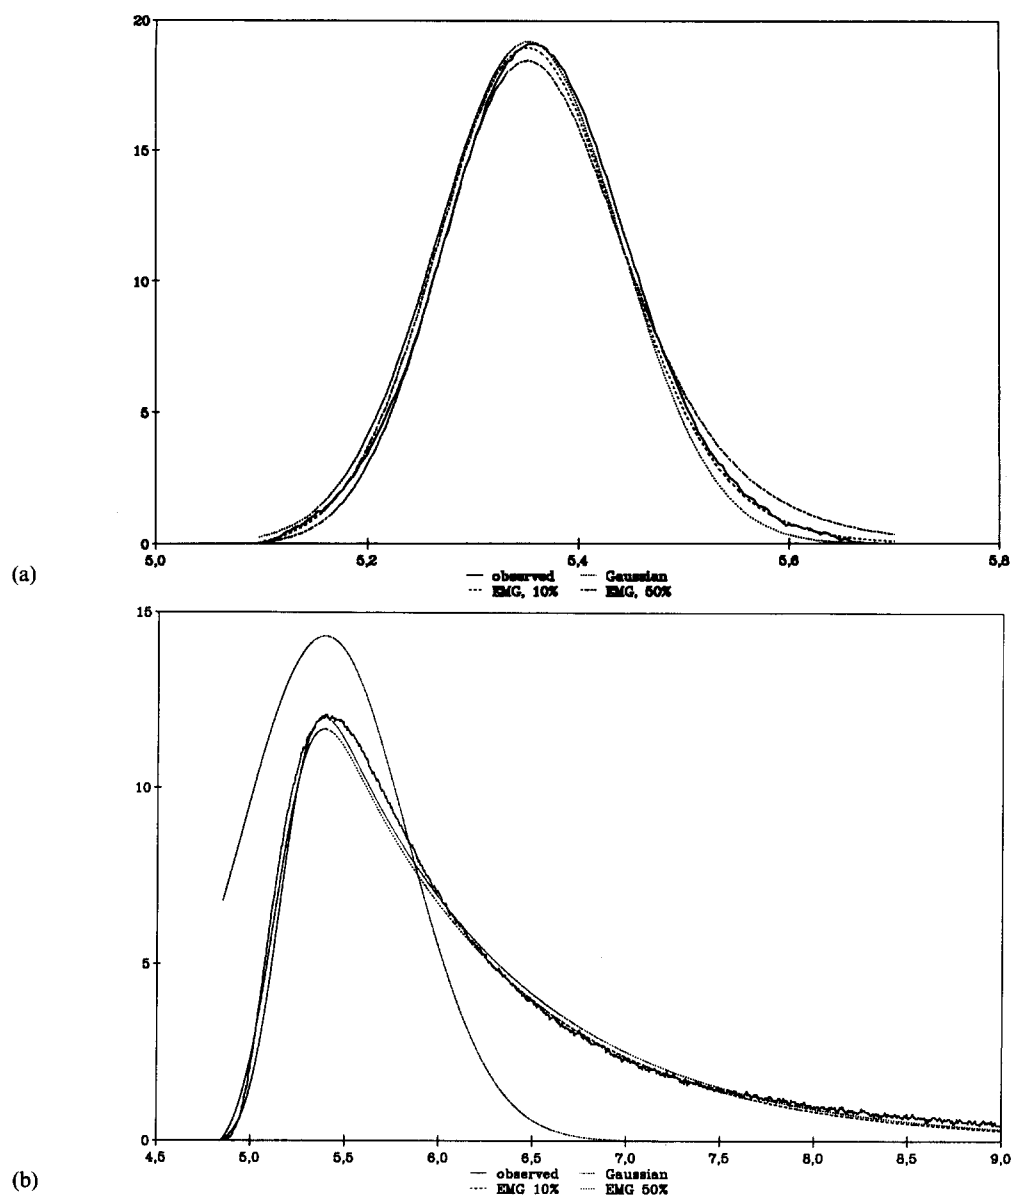 20
15
10
5
0
5,0 5,2 5,4 5,6 5,8
(a)
observed Gaussian
EMG, 10% EMG, 50%
15
10
5
0
4,5 5,0 5,5 6,0 6,5 7,0 7,5 8,0 8,5 9,0
observed Gaussian
(b)
EMG 10% EMG 50%